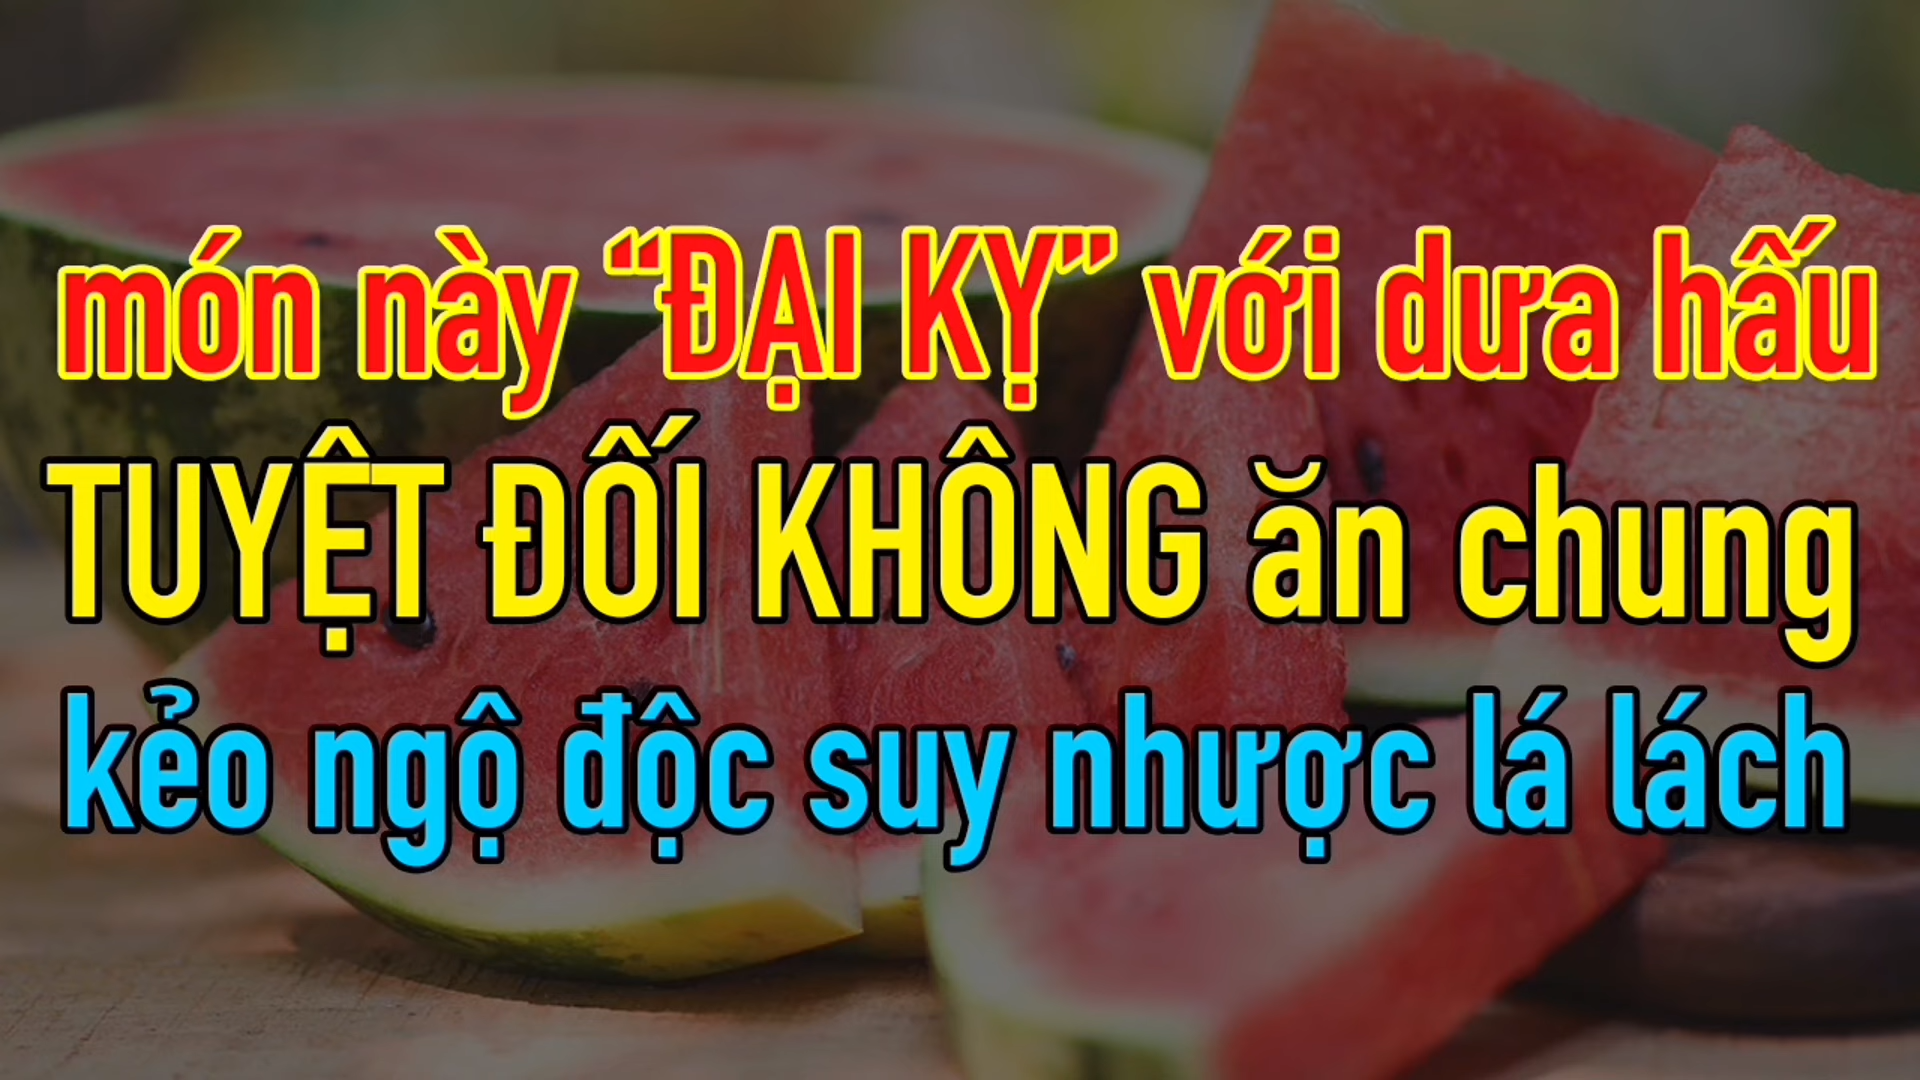 món này “ĐẠI KỴ” với dưa hấu
TUYỆT ĐỐI KHÔNG ăn chung
kẻo ngộ độc suy nhược lá lách